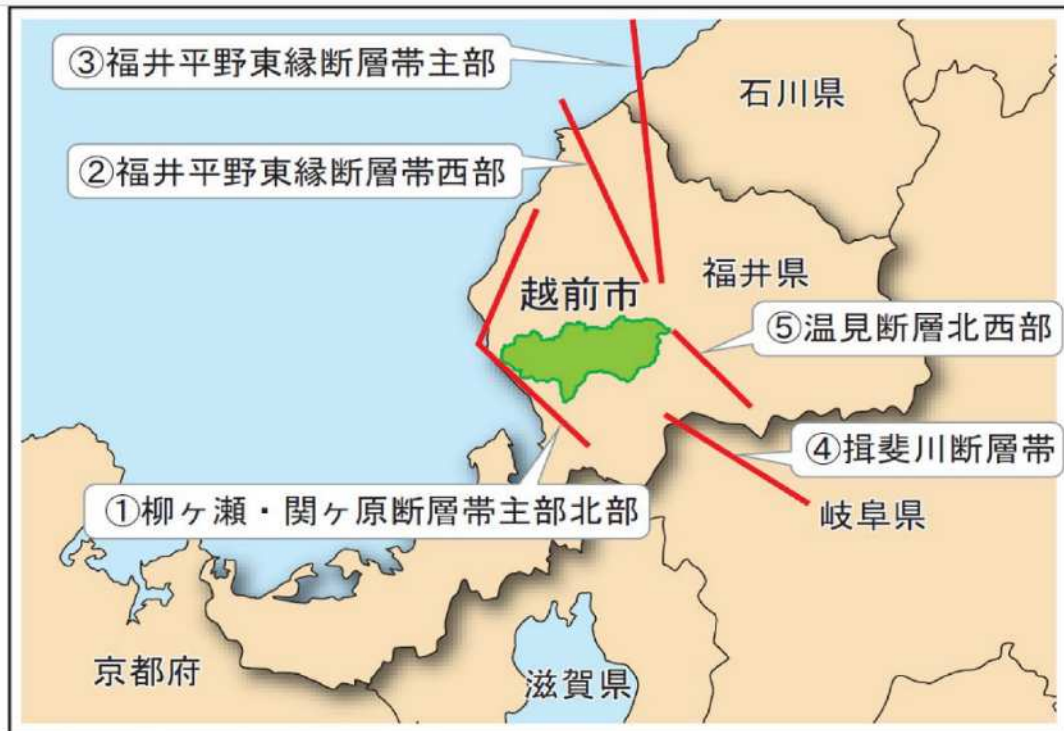 ③福井平野東縁断層帯主部
石川県
②福井平野東縁断層帯西部
福井県
越前市
⑤温見断層北西部
④揖斐川断層帯
①柳ヶ瀬・関ヶ原断層帯主部北部
岐阜県
京都府
滋賀県